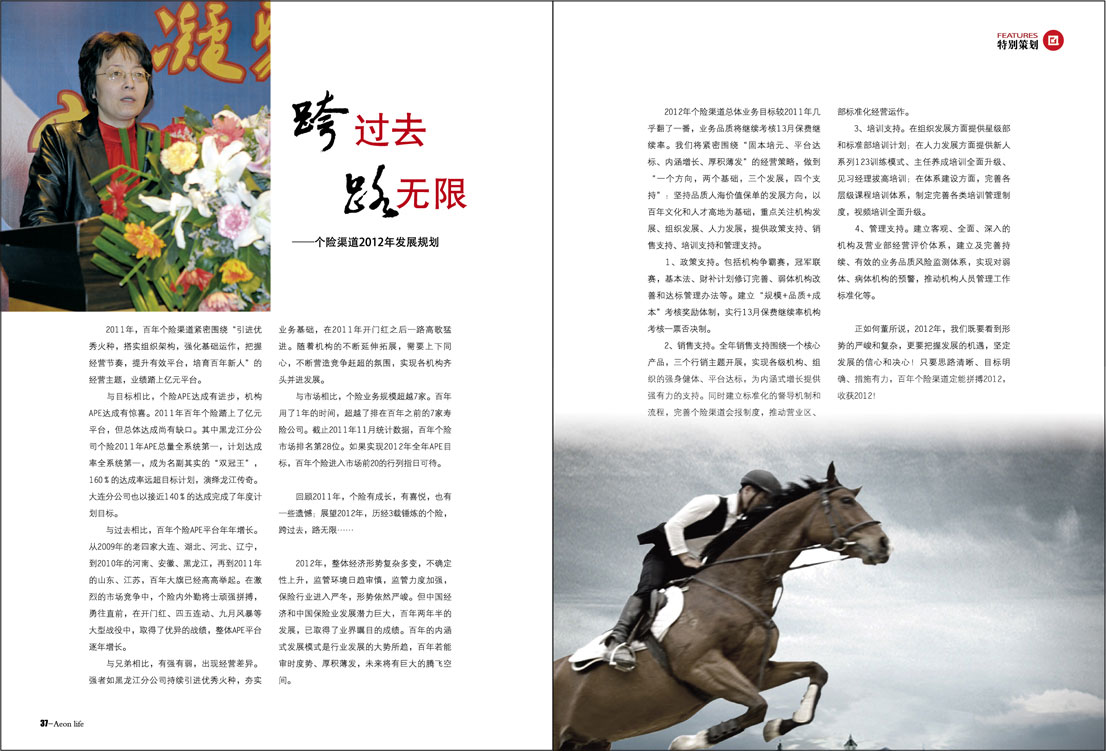 凝
跨过去
路无限
——个险渠道2012年发展规划
2011年，百年个险渠道紧密围绕“引进优
秀火种，搭实组织架构，强化基础运作，把握
经营节奏，提升有效平台，培育百年新人”的
经营主题，业绩踏上亿元平台。
与目标相比，个险APE达成有进步，机构
APE达成有惊喜。2011年百年个险踏上了亿元
平台，但总体达成尚有缺口。其中黑龙江分公
司个险2011年APE总量全系统第一，计划达成
率全系统第一，成为名副其实的“双冠王”，
160％的达成率远超目标计划，演绎龙江传奇。
大连分公司也以接近140％的达成完成了年度计
划目标。
与过去相比，百年个险APE平台年年增长。
从2009年的老四家大连、湖北、河北、辽宁，
到2010年的河南、安徽、黑龙江，再到2011年
的山东、江苏，百年大旗已经高高举起。在激
烈的市场竞争中，个险内外勤将士顽强拼搏，
勇往直前，在开门红、四五连动、九月风暴等
大型战役中，取得了优异的战绩，整体APE平台
逐年增长。
与兄弟相比，有强有弱，出现经营差异。
强者如黑龙江分公司持续引进优秀火种，夯实
业务基础，在2011年开门红之后一路高歌猛
进。随着机构的不断延伸拓展，需要上下同
心，不断营造竞争赶超的氛围，实现各机构齐
头并进发展。
与市场相比，个险业务规模超越7家。百年
用了1年的时间，超越了排在百年之前的7家寿
险公司。截止2011年11月统计数据，百年个险
市场排名第28位。如果实现2012年全年APE目
标，百年个险进入市场前20的行列指日可待。
回顾2011年，个险有成长，有喜悦，也有
一些遗憾；展望2012年，历经3载锤炼的个险，
跨过去，路无限……
2012年，整体经济形势复杂多变，不确定
性上升，监管环境日趋审慎，监管力度加强，
保险行业进入严冬，形势依然严峻。但中国经
济和中国保险业发展潜力巨大，百年两年半的
发展，已取得了业界瞩目的成绩。百年的内涵
式发展模式是行业发展的大势所趋，百年若能
审时度势、厚积薄发，未来将有巨大的腾飞空
间。
37-Aeon life
FEATURES
特别策划
2012年个险渠道总体业务目标较2011年几
乎翻了一番，业务品质将继续考核13月保费继
续率。我们将紧密围绕“固本培元、平台达
标、内涵增长、厚积薄发”的经营策略，做到
“一个方向，两个基础，三个发展，四个支
持”：坚持品质人海价值保单的发展方向，以
百年文化和人才高地为基础，重点关注机构发
展、组织发展、人力发展，提供政策支持、销
售支持、培训支持和管理支持。
1、政策支持。包括机构争霸赛，冠军联
赛，基本法、财补计划修订完善、弱体机构改
善和达标管理办法等。建立“规模+品质+成
本”考核奖励体制，实行13月保费继续率机构
考核一票否决制。
2、销售支持。全年销售支持围绕一个核心
产品，三个行销主题开展，实现各级机构、组
织的强身健体、平台达标，为内涵式增长提供
强有力的支持。同时建立标准化的督导机制和
流程，完善个险渠道会报制度，推动营业区、
部标准化经营运作。
3、培训支持。在组织发展方面提供星级部
和标准部培训计划；在人力发展方面提供新人
系列123训练模式、主任养成培训全面升级、
见习经理拔高培训；在体系建设方面，完善各
层级课程培训体系，制定完善各类培训管理制
度，视频培训全面升级。
4、管理支持。建立客观、全面、深入的
机构及营业部经营评价体系，建立及完善持
续、有效的业务品质风险监测体系，实现对弱
体、病体机构的预警，推动机构人员管理工作
标准化等。
正如何董所说，2012年，我们既要看到形
势的严峻和复杂，更要把握发展的机遇，坚定
发展的信心和决心！只要思路清晰、目标明
确、措施有力，百年个险渠道定能拼搏2012，
收获2012！